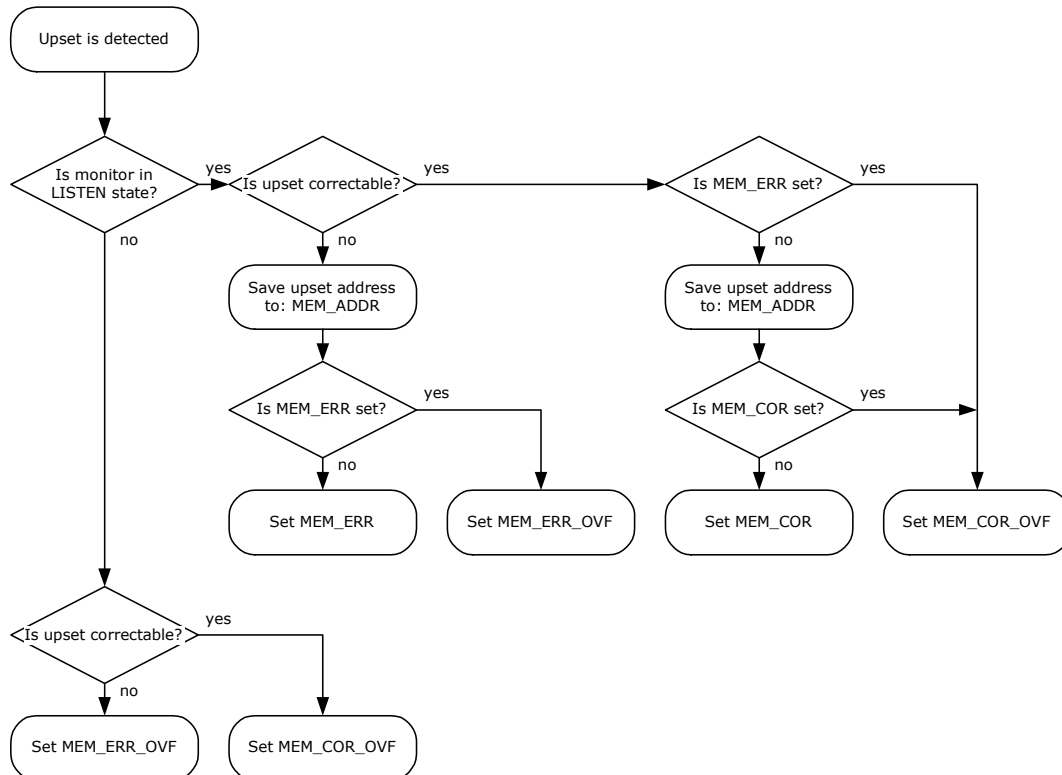 Upset is detected
Is monitor in
LISTEN state?
yes
Is upset correctable?
yes
Is MEM_ERR set?
yes
no
no
no
Save upset address
to: MEM_ADDR
Save upset address
to: MEM_ADDR
Is MEM_ERR set?
yes
Is MEM_COR set?
yes
no
no
Set MEM_ERR
Set MEM_ERR_OVF
Set MEM_COR
Set MEM_COR_OVF
Is upset correctable?
yes
no
Set MEM_ERR_OVF
Set MEM_COR_OVF